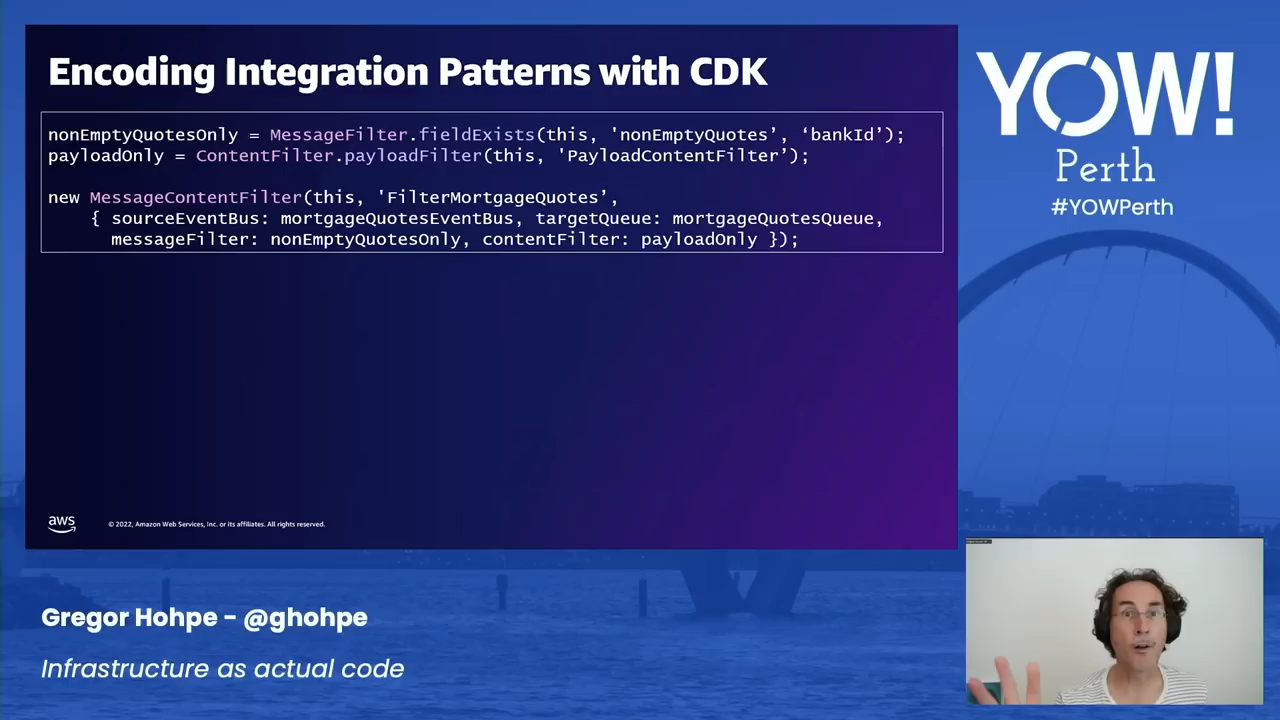 Encoding Integration Patterns with CDK
nonEmptyQuotesOnly = MessageFilter.fieldExists(this, 'nonEmptyQuotes’, ‘bankId’);
payloadOnly = ContentFilter.payloadFilter(this, 'PayloadContentFilter’);
new MessageContentFilter(this, 'FilterMortgageQuotes’,
{ sourceEventBus: mortgageQuotesEventBus, targetQueue: mortgageQuotesQueue,
messageFilter: nonEmptyQuotesOnly, contentFilter: payloadOnly });
aws
© 2022, Amazon Web Services, Inc. or its affiliates. All rights reserved.
YOW!
Perth
#YOWPerth
Gregor Hohpe - @ghohpe
Infrastructure as actual code